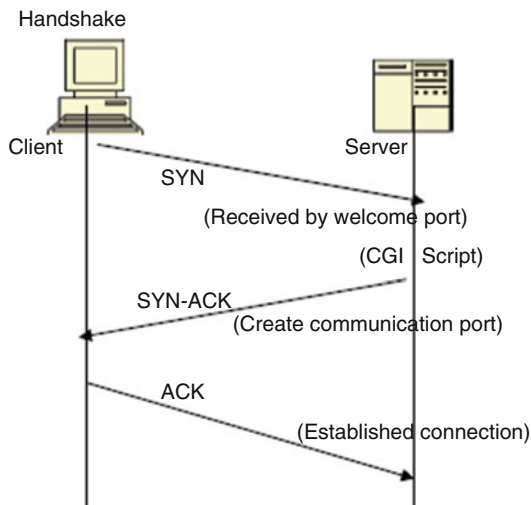 Handshake
Client
Server
SYN
(Received by welcome port)
(CGI Script)
SYN-ACK
(Create communication port)
ACK
(Established connection)